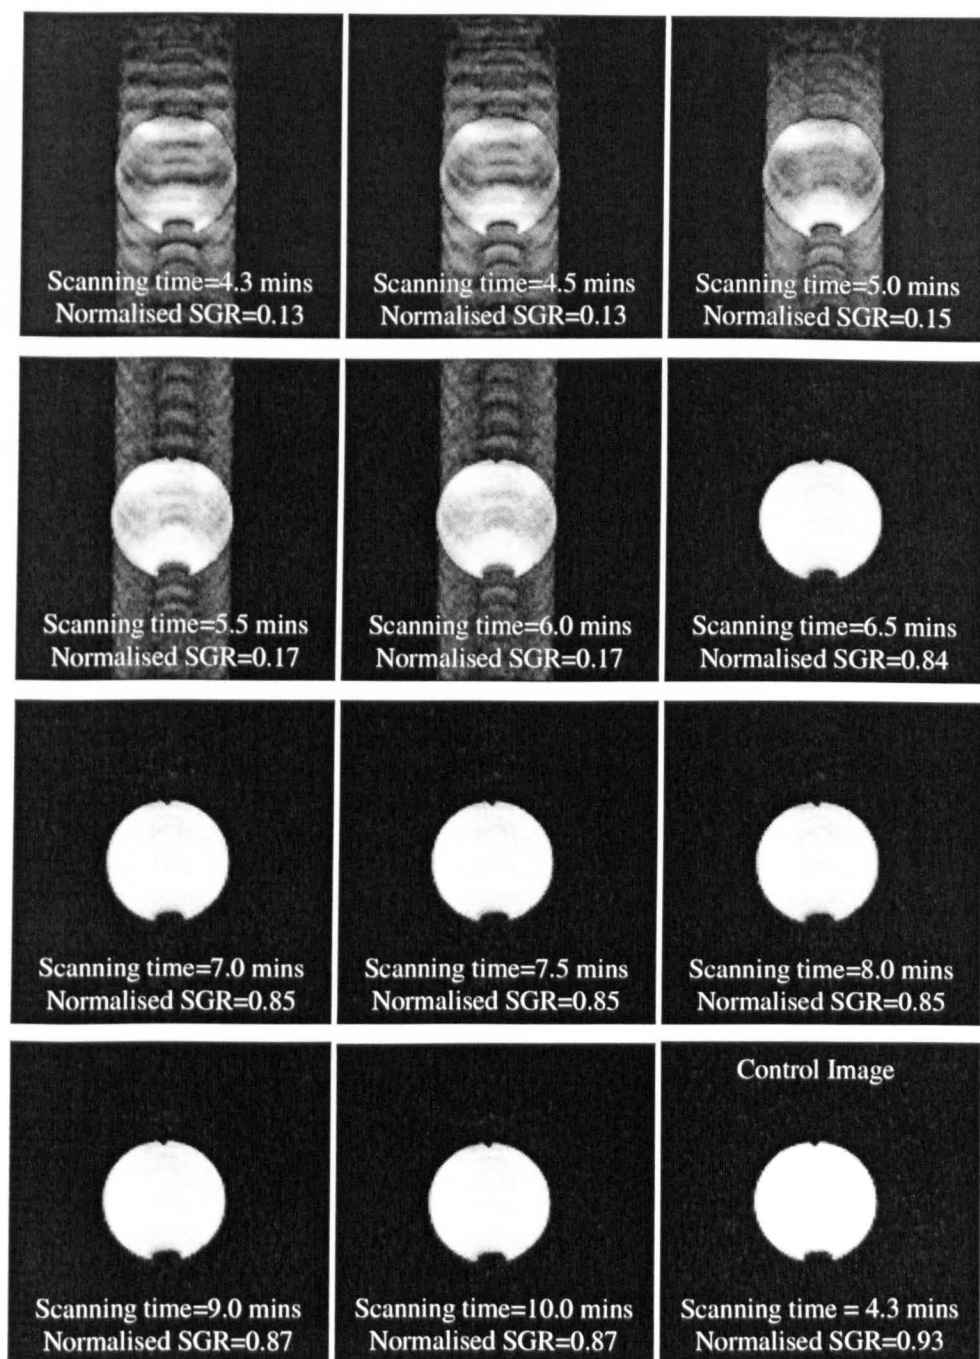 Scanning time=4.3 mins
Normalised SGR=0.13
Scanning time=4.5 mins
Normalised SGR=0.13
Scanning time=5.0 mins
Normalised SGR=0.15
Scanning time=5.5 mins
Normalised SGR=0.17
Scanning time=6.0 mins
Normalised SGR=0.17
Scanning time=6.5 mins
Normalised SGR=0.84
Scanning time=7.0 mins
Normalised SGR=0.85
Scanning time=7.5 mins
Normalised SGR=0.85
Scanning time=8.0 mins
Normalised SGR=0.85
Scanning time=9.0 mins
Normalised SGR=0.87
Scanning time=10.0 mins
Normalised SGR=0.87
Control Image
Scanning time = 4.3 mins
Normalised SGR=0.93